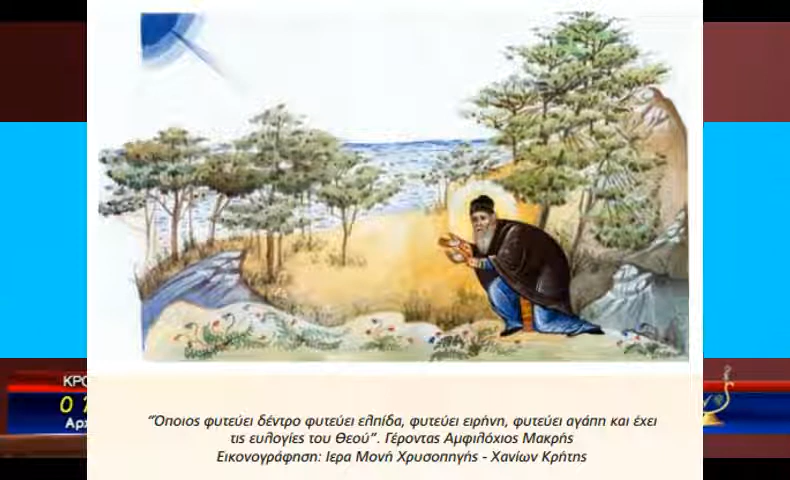 “Όποιος φυτεύει δέντρο φυτεύει ελπίδα, φυτεύει ειρήνη, φυτεύει αγάπη και έχει
τις ευλογίες του Θεού”. Γέροντας Αμφιλόχιος Μακρής
Εικονογράφηση: Ιερα Μονή Χρυσοπηγής - Χανίων Κρήτης